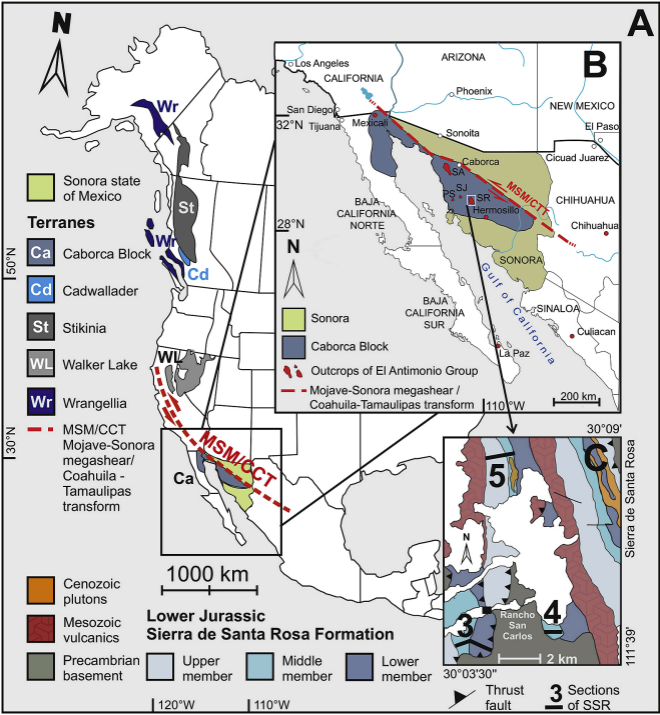 A
N
Wr
St
Wr
Cd
WL
MSM/CCT
Ca
1000 km
50°N
30°N
120°W
110°W
Sonora state
of Mexico
Terranes
Ca Caborca Block
Cd Cadwallader
St Stikinia
WL Walker Lake
Wr Wrangellia
MSM/CCT
Mojave-Sonora
megashear/
Coahuila -
Tamaulipas
transform
Cenozoic
plutons
Mesozoic
vulcanics
Precambrian
basement
Lower Jurassic
Sierra de Santa Rosa Formation
Upper
member
Middle
member
Lower
member
Thrust
fault
3 Sections
of SSR
B
Los Angeles
ARIZONA
CALIFORNIA
Phoenix
NEW MEXICO
San Diego
Mexicali
32°N
Tijuana
Sonoita
El Paso
Cicuad Juarez
Caborca
SA
MSM/CTT
SJ
PS
SR
CHIHUAHUA
Hermosillo
Chihuahua
BAJA
CALIFORNIA
NORTE
28°N
N
SONORA
Gulf of California
SINALOA
BAJA
CALIFORNIA
SUR
Culiacan
La Paz
Sonora
Caborca Block
Outcrops of El Antimonio Group
Mojave-Sonora megashear /
Coahuila-Tamaulipas transform
200 km
110°W
C
30°09'
5
N
Sierra de Santa Rosa
Rancho
San
Carlos
3
4
2 km
111°39'
30°03'30"